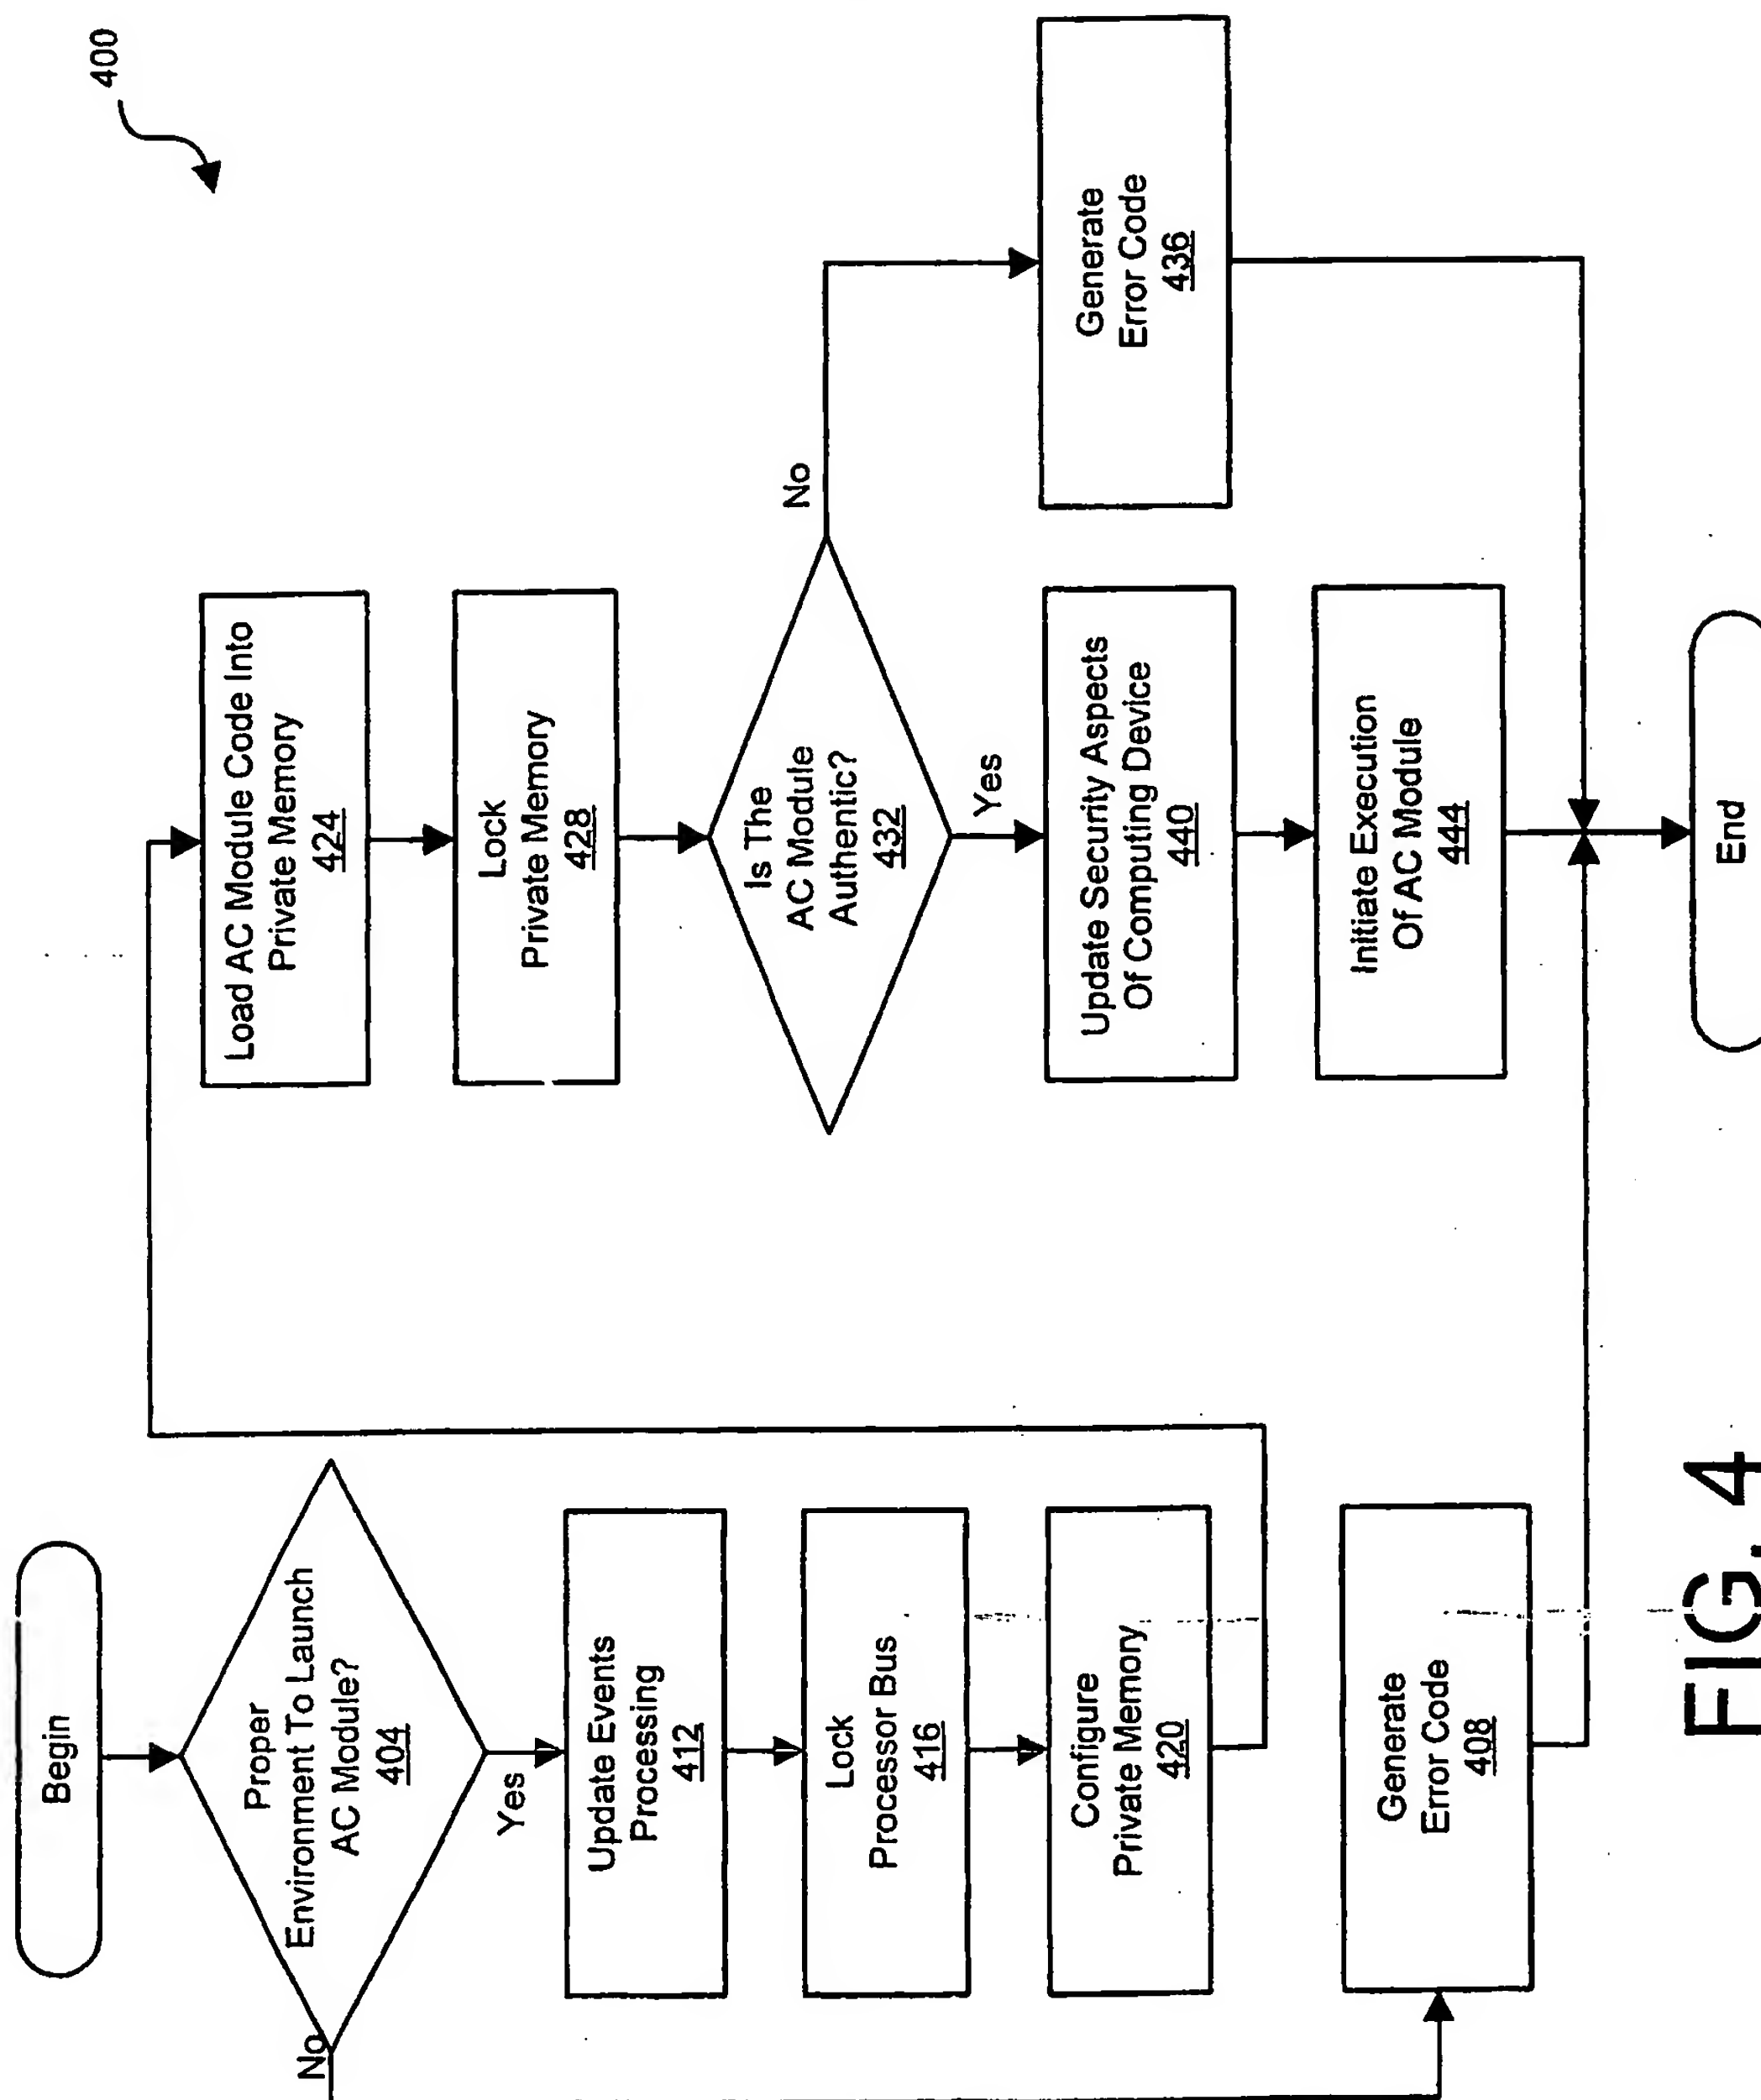 400
Begin
Proper
Environment To Launch
AC Module?
404
No
Yes
Update Events
Processing
412
Lock
Processor Bus
416
Configure
Private Memory
420
Generate
Error Code
408
Load AC Module Code Into
Private Memory
424
Lock
Private Memory
428
Is The
AC Module
Authentic?
432
No
Yes
Generate
Error Code
436
Update Security Aspects
Of Computing Device
440
Initiate Execution
Of AC Module
444
End
FIG. 4